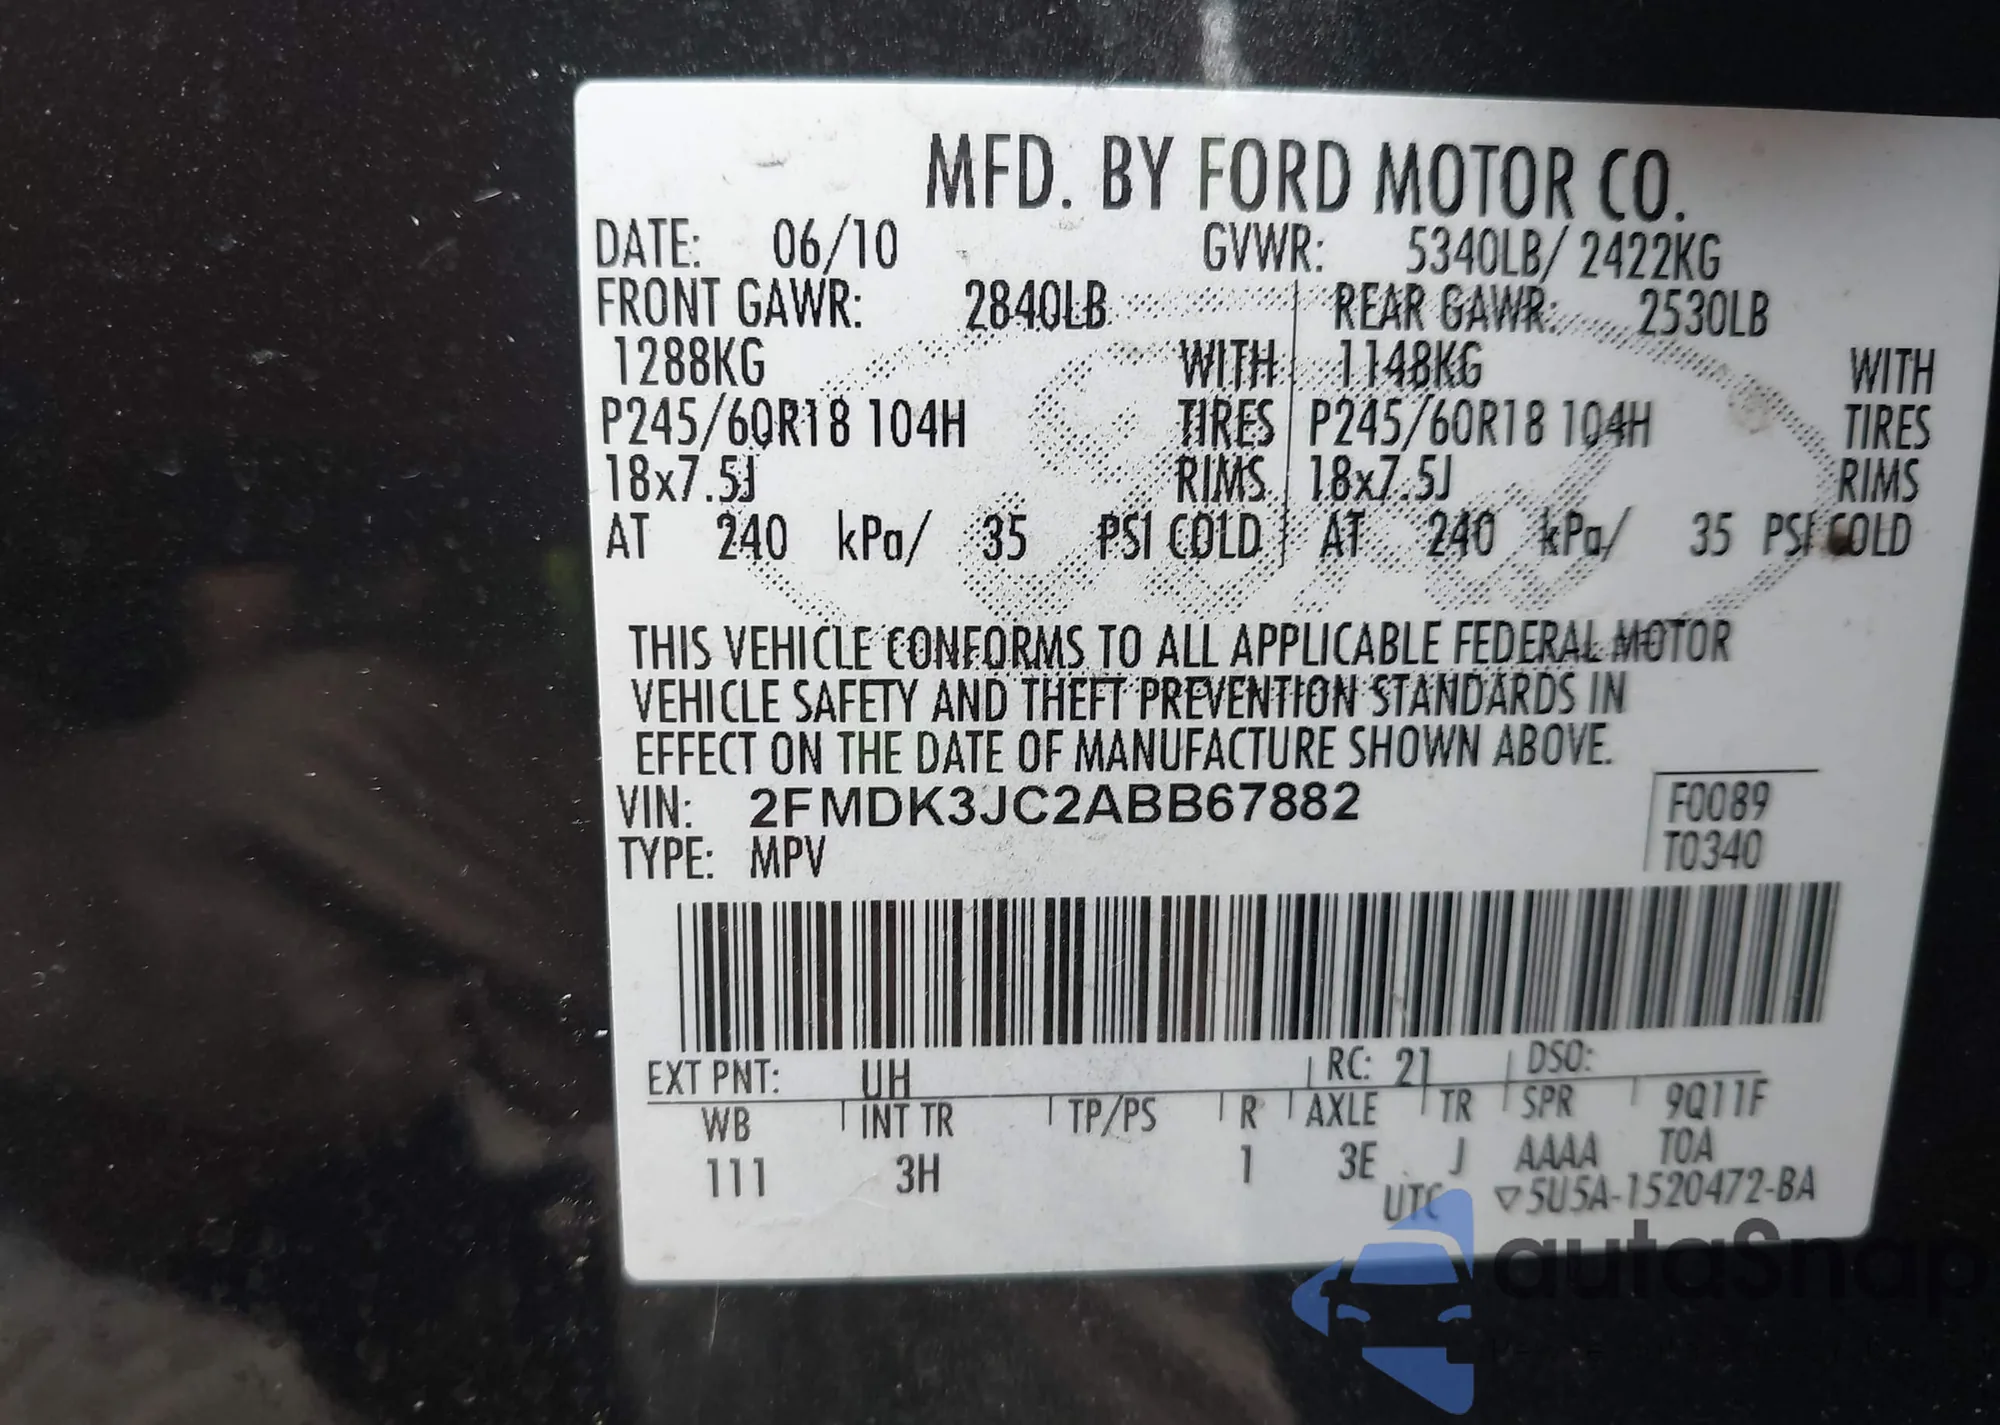 MFD. BY FORD MOTOR CO.
DATE: 06/10 GVWR: 5340LB/ 2422KG
FRONT GAWR: 2840LB REAR GAWR: 2530LB
1288KG WITH 1148KG WITH
P245/60R18 104H TIRES P245/60R18 104H TIRES
18x7.5J RIMS 18x7.5J RIMS
AT 240 kPa/ 35 PSI COLD AT 240 kPa/ 35 PSI COLD
THIS VEHICLE CONFORMS TO ALL APPLICABLE FEDERAL MOTOR
VEHICLE SAFETY AND THEFT PREVENTION STANDARDS IN
EFFECT ON THE DATE OF MANUFACTURE SHOWN ABOVE.
VIN: 2FMDK3JC2ABB67882 F0089
TYPE: MPV T0340
EXT PNT: UH RC: 21 DSO:
WB INT TR TP/PS R AXLE TR SPR 9Q11F
111 3H 1 3E J AAAA TOA
UTC ▽5U5A-1520472-BA
autasnap